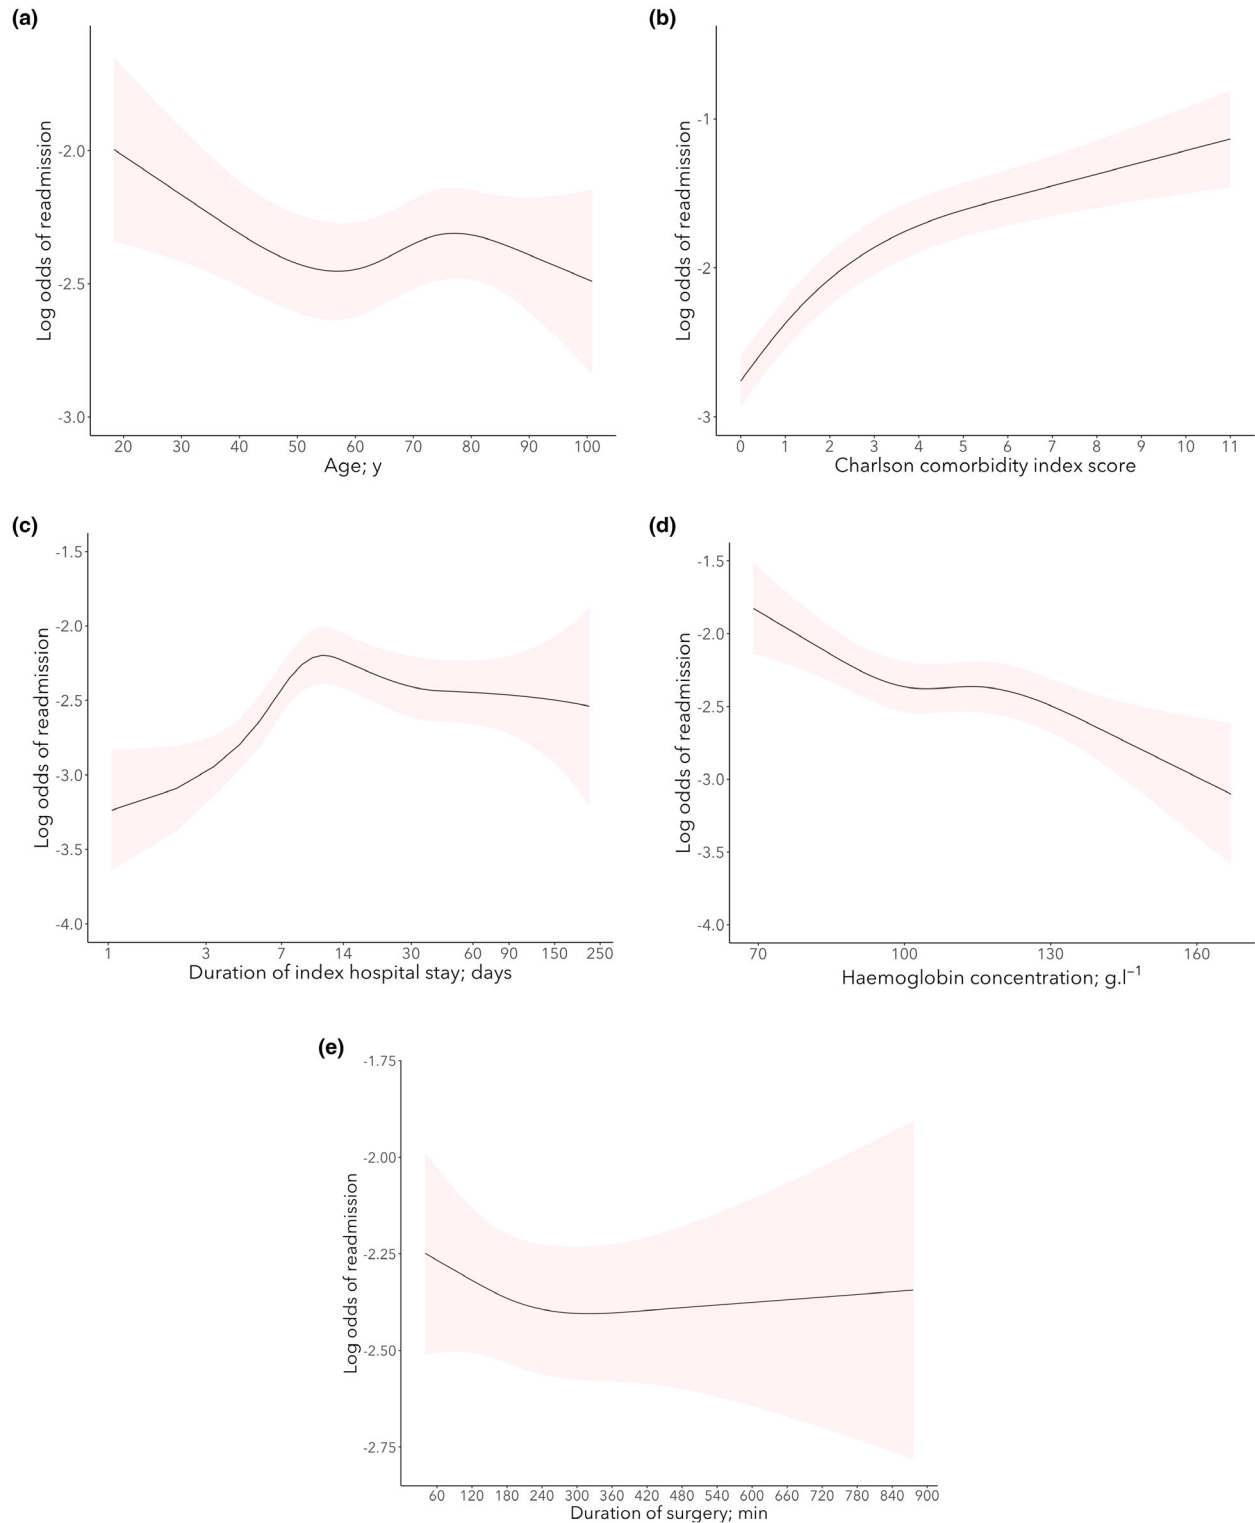 (a)
Log odds of readmission
-2.0
-2.5
-3.0
20 30 40 50 60 70 80 90 100
Age; y
(b)
Log odds of readmission
-1
-2
-3
0 1 2 3 4 5 6 7 8 9 10 11
Charlson comorbidity index score
(c)
Log odds of readmission
-1.5
-2.0
-2.5
-3.0
-3.5
-4.0
1 3 7 14 30 60 90 150 250
Duration of index hospital stay; days
(d)
Log odds of readmission
-1.5
-2.0
-2.5
-3.0
-3.5
-4.0
70 100 130 160
Haemoglobin concentration; g.l⁻¹
(e)
Log odds of readmission
-1.75
-2.00
-2.25
-2.50
-2.75
60 120 180 240 300 360 420 480 540 600 660 720 780 840 900
Duration of surgery; min